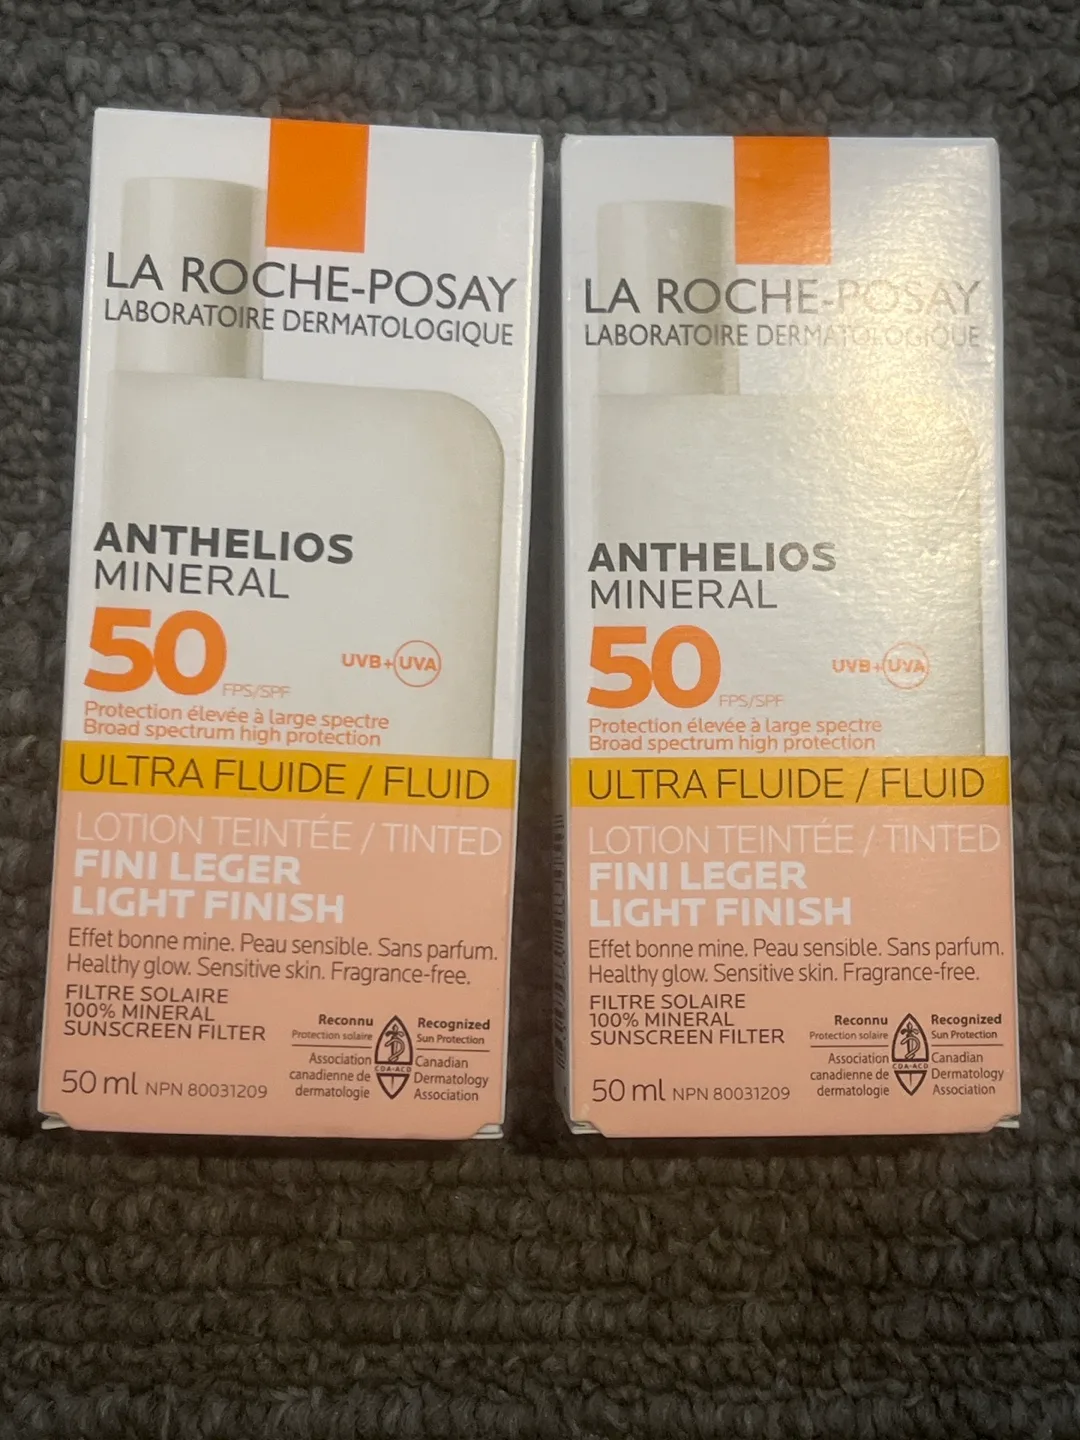 LA ROCHE-POSAY
LABORATOIRE DERMATOLOGIQUE
ANTHELIOS
MINERAL
50
FPS/SPF
UVB+UVA
Protection élevée à large spectre
Broad spectrum high protection
ULTRA FLUIDE / FLUID
LOTION TEINTÉE / TINTED
FINI LEGER
LIGHT FINISH
Effet bonne mine. Peau sensible. Sans parfum.
Healthy glow. Sensitive skin. Fragrance-free.
FILTRE SOLAIRE
100% MINERAL
SUNSCREEN FILTER
50 ml NPN 80031209
Reconnu
Protection solaire
Association
canadienne de
dermatologie
CDA-ACD
Recognized
Sun Protection
Canadian
Dermatology
Association
LA ROCHE-POSAY
LABORATOIRE DERMATOLOGIQUE
ANTHELIOS
MINERAL
50
FPS/SPF
UVB+UVA
Protection élevée à large spectre
Broad spectrum high protection
ULTRA FLUIDE / FLUID
LOTION TEINTÉE / TINTED
FINI LEGER
LIGHT FINISH
Effet bonne mine. Peau sensible. Sans parfum.
Healthy glow. Sensitive skin. Fragrance-free.
FILTRE SOLAIRE
100% MINERAL
SUNSCREEN FILTER
50 ml NPN 80031209
Reconnu
Protection solaire
Association
canadienne de
dermatologie
CDA-ACD
Recognized
Sun Protection
Canadian
Dermatology
Association